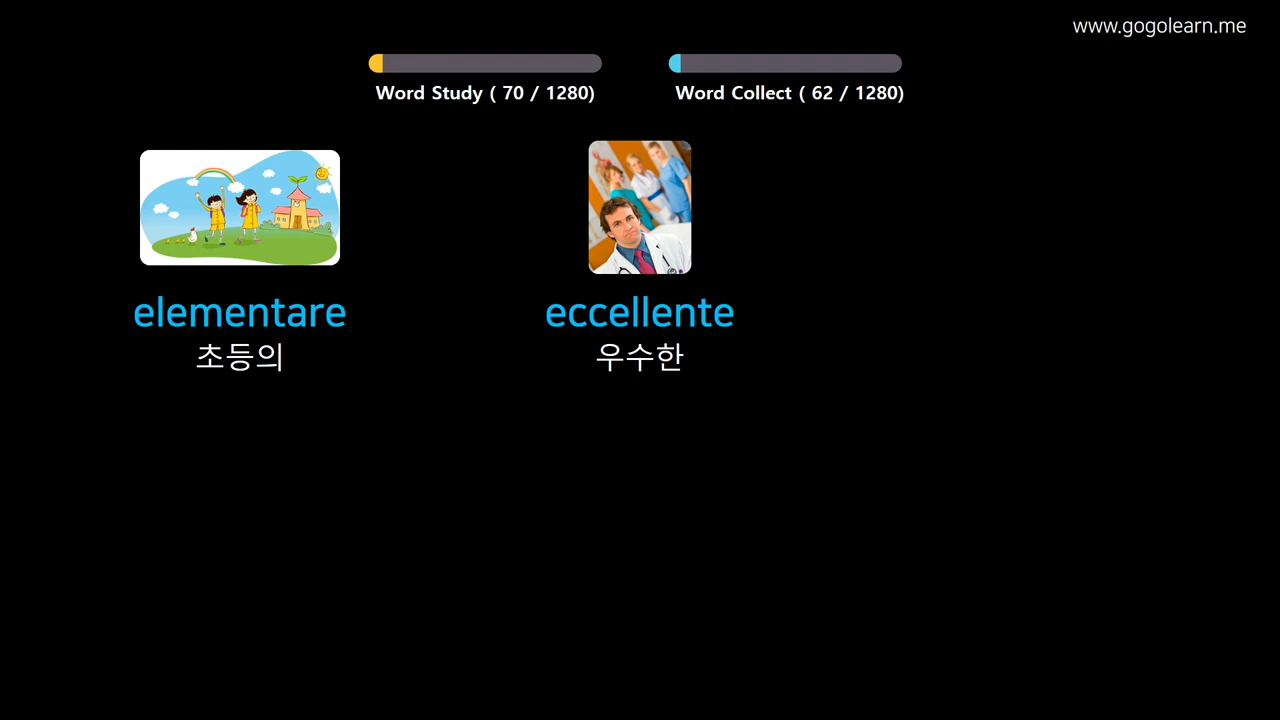 www.gogolearn.me
Word Study ( 70 / 1280)
Word Collect ( 62 / 1280)
elementare
초등의
eccellente
우수한